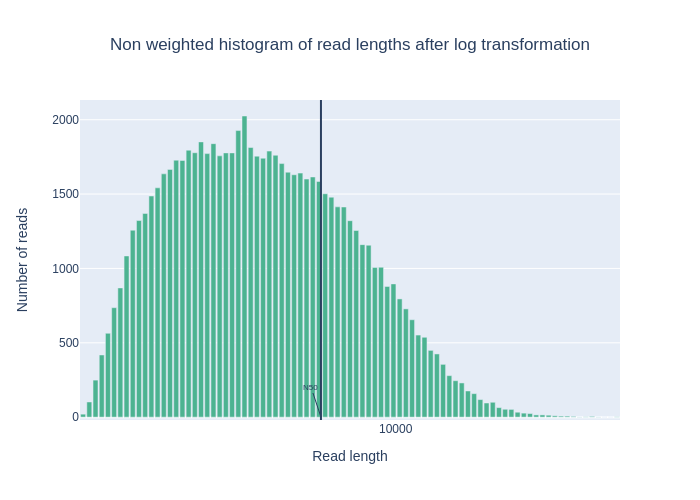 Non weighted histogram of read lengths after log transformation
Number of reads
2000
1500
1000
500
0
N50
10000
Read length